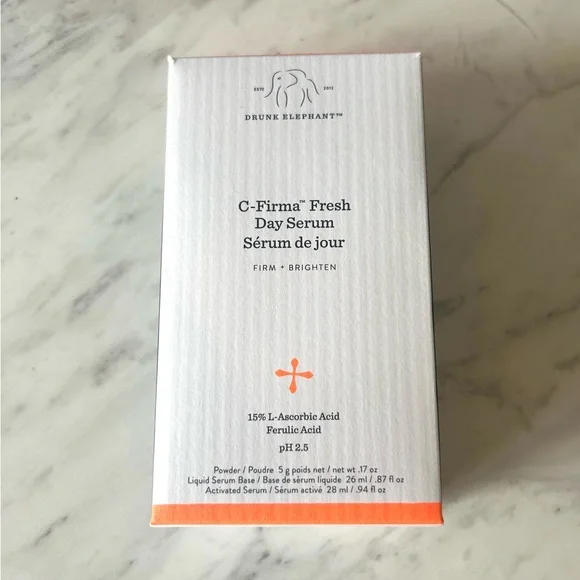 ESTD 2012
DRUNK ELEPHANT™
C-Firma™ Fresh
Day Serum
Sérum de jour
FIRM + BRIGHTEN
15% L-Ascorbic Acid
Ferulic Acid
pH 2.5
Powder / Poudre 5 g poids net / net wt .17 oz
Liquid Serum Base / Base de sérum liquide 26 ml / .87 fl oz
Activated Serum / Sérum activé 28 ml / .94 fl oz